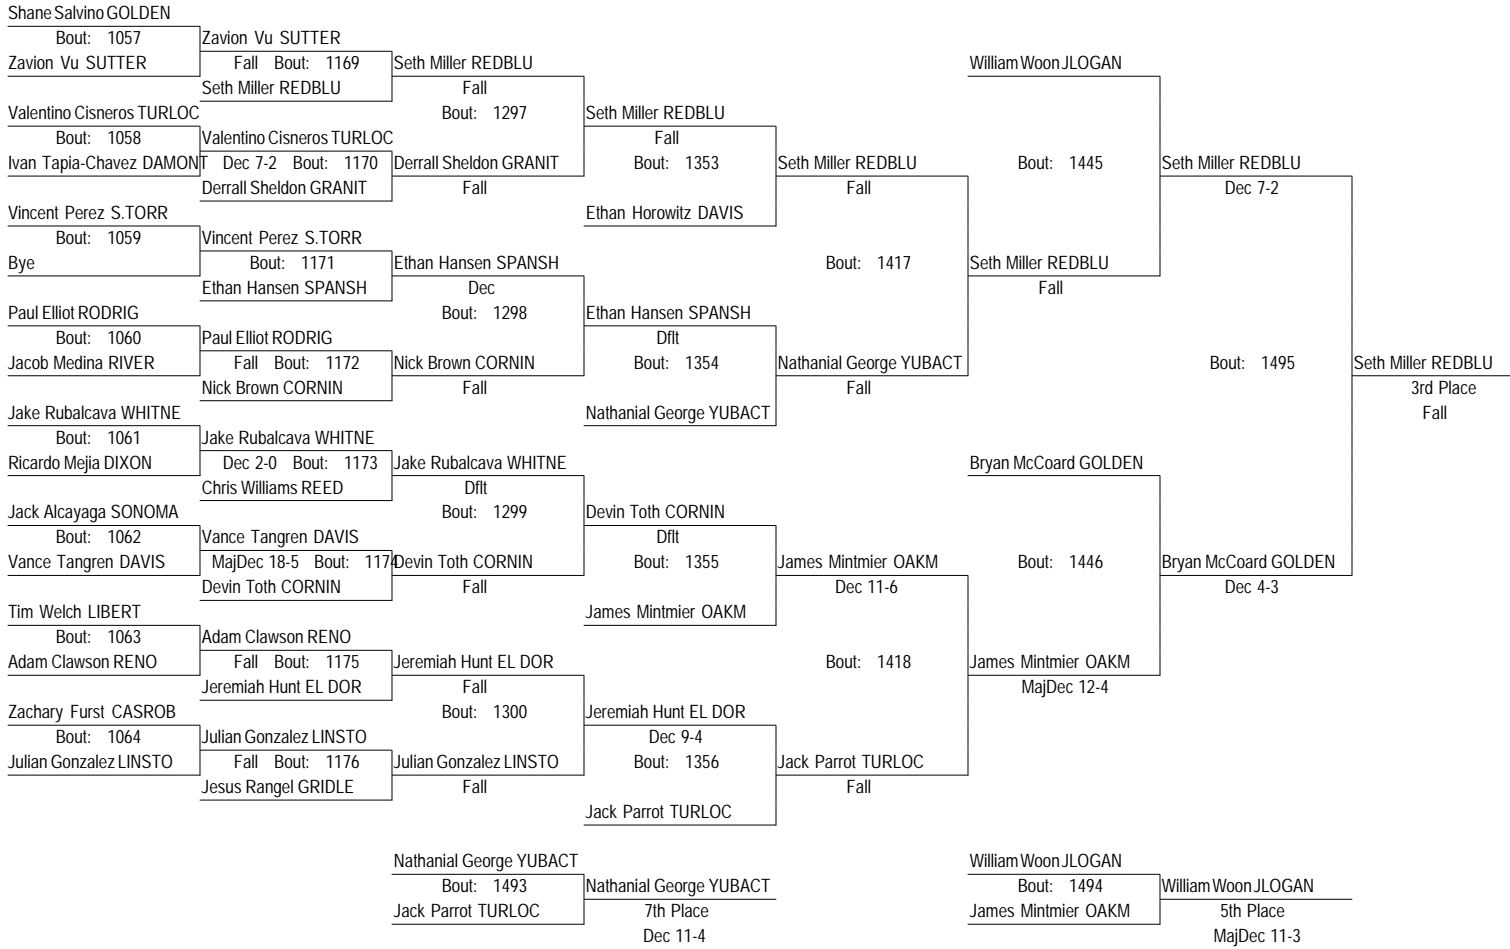 Shane Salvino GOLDEN
Bout: 1057
Zavion Vu SUTTER
Valentino Cisneros TURLOC
Bout: 1058
Ivan Tapia-Chavez DAMONT
Vincent Perez S.TORR
Bout: 1059
Bye
Paul Elliot RODRIG
Bout: 1060
Jacob Medina RIVER
Jake Rubalcava WHITNE
Bout: 1061
Ricardo Mejia DIXON
Jack Alcayaga SONOMA
Bout: 1062
Vance Tangren DAVIS
Tim Welch LIBERT
Bout: 1063
Adam Clawson RENO
Zachary Furst CASROB
Bout: 1064
Julian Gonzalez LINSTO
Zavion Vu SUTTER
Fall Bout: 1169
Seth Miller REDBLU
Valentino Cisneros TURLOC
Dec 7-2 Bout: 1170
Derrall Sheldon GRANIT
Vincent Perez S.TORR
Bout: 1171
Ethan Hansen SPANSH
Paul Elliot RODRIG
Fall Bout: 1172
Nick Brown CORNIN
Jake Rubalcava WHITNE
Dec 2-0 Bout: 1173
Chris Williams REED
Vance Tangren DAVIS
MajDec 18-5 Bout: 1174
Devin Toth CORNIN
Adam Clawson RENO
Fall Bout: 1175
Jeremiah Hunt EL DOR
Julian Gonzalez LINSTO
Fall Bout: 1176
Jesus Rangel GRIDLE
Seth Miller REDBLU
Fall
Bout: 1297
Derrall Sheldon GRANIT
Fall
Ethan Hansen SPANSH
Dec
Bout: 1298
Nick Brown CORNIN
Fall
Jake Rubalcava WHITNE
Dflt
Bout: 1299
Devin Toth CORNIN
Fall
Jeremiah Hunt EL DOR
Fall
Bout: 1300
Julian Gonzalez LINSTO
Fall
Seth Miller REDBLU
Fall
Bout: 1353
Ethan Horowitz DAVIS
Ethan Hansen SPANSH
Dflt
Bout: 1354
Nathanial George YUBACT
Devin Toth CORNIN
Dflt
Bout: 1355
James Mintmier OAKM
Jeremiah Hunt EL DOR
Dec 9-4
Bout: 1356
Jack Parrot TURLOC
Seth Miller REDBLU
Fall
Bout: 1417
Nathanial George YUBACT
Fall
James Mintmier OAKM
Dec 11-6
Bout: 1418
Jack Parrot TURLOC
Fall
William Woon JLOGAN
Bout: 1445
Seth Miller REDBLU
Fall
Bryan McCoard GOLDEN
Bout: 1446
James Mintmier OAKM
MajDec 12-4
Seth Miller REDBLU
Dec 7-2
Bout: 1495
Bryan McCoard GOLDEN
Dec 4-3
Seth Miller REDBLU
3rd Place
Fall
Nathanial George YUBACT
Bout: 1493
Jack Parrot TURLOC
Nathanial George YUBACT
7th Place
Dec 11-4
William Woon JLOGAN
Bout: 1494
James Mintmier OAKM
William Woon JLOGAN
5th Place
MajDec 11-3